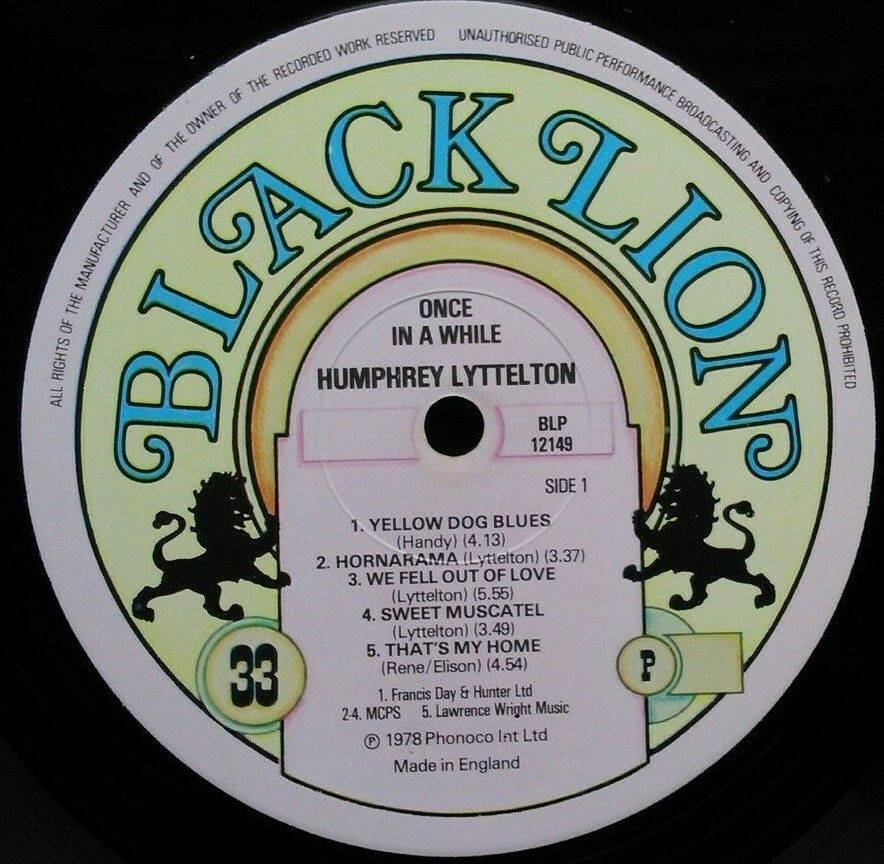 ALL RIGHTS OF THE MANUFACTURER AND OF THE OWNER OF THE RECORDED WORK RESERVED UNAUTHORISED PUBLIC PERFORMANCE BROADCASTING AND COPYING OF THIS RECORD PROHIBITED
BLACK LION
ONCE
IN A WHILE
HUMPHREY LYTTELTON
BLP
12149
SIDE 1
1. YELLOW DOG BLUES
(Handy) (4.13)
2. HORNARAMA (Lyttelton) (3.37)
3. WE FELL OUT OF LOVE
(Lyttelton) (5.55)
4. SWEET MUSCATEL
(Lyttelton) (3.49)
5. THAT'S MY HOME
(Rene/Elison) (4.54)
33
P
1. Francis Day & Hunter Ltd
2-4. MCPS 5. Lawrence Wright Music
℗ 1978 Phonoco Int Ltd
Made in England